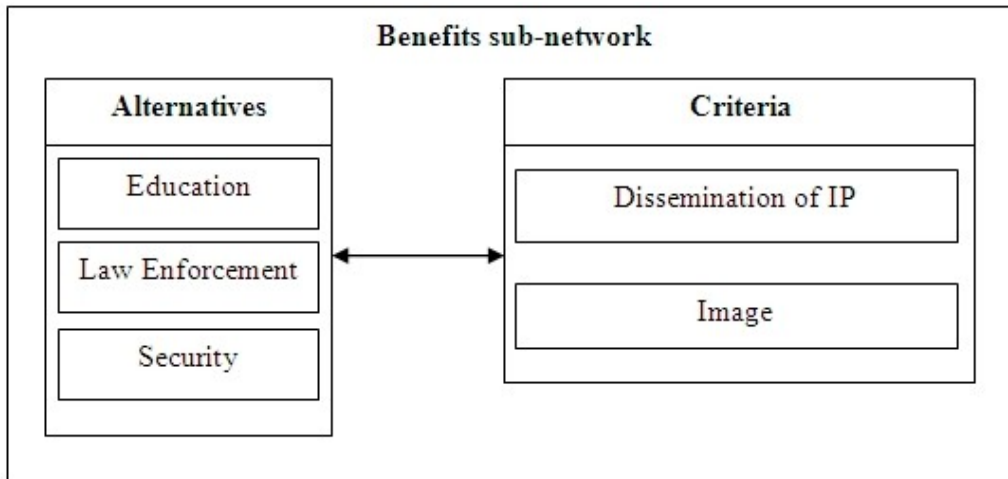 Benefits sub-network
Alternatives
Education
Law Enforcement
Security
Criteria
Dissemination of IP
Image